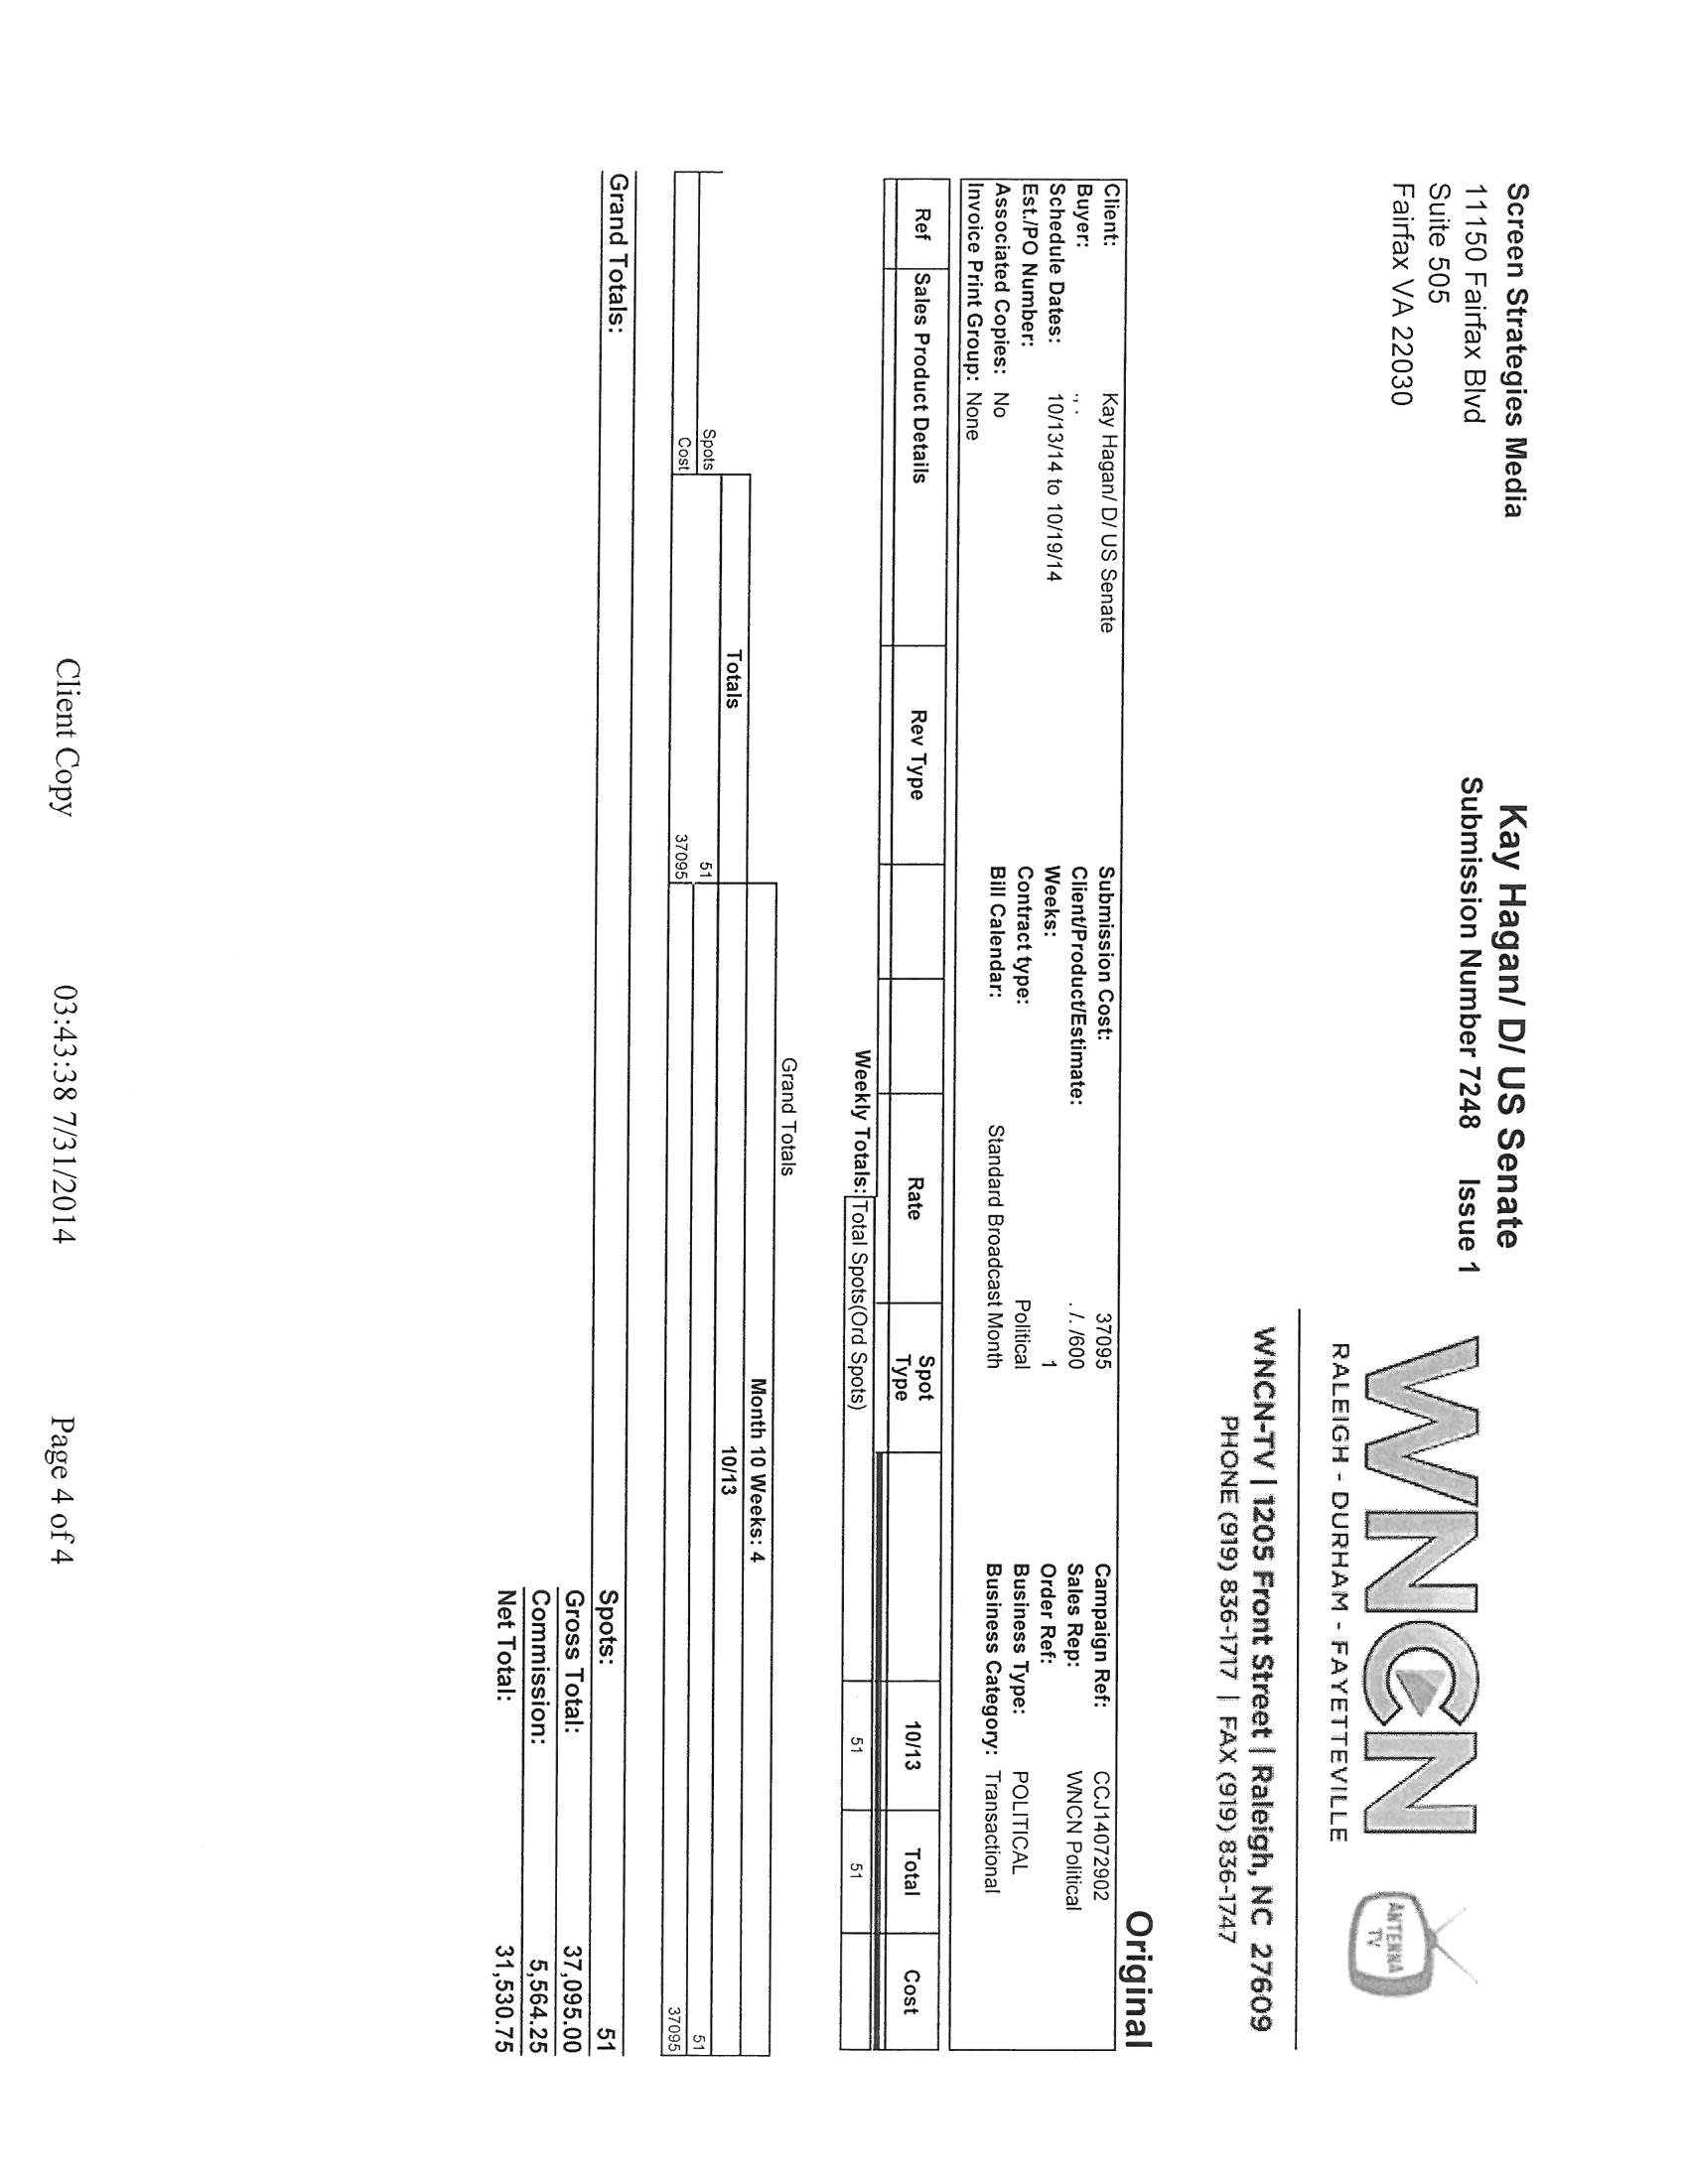 Screen Strategies Media
11150 Fairfax Blvd
Suite 505
Fairfax VA 22030
Kay Hagan/ D/ US Senate
Submission Number 7248 Issue 1
WNCN
RALEIGH - DURHAM - FAYETTEVILLE
ANTENNA
TV
WNCN-TV | 1205 Front Street | Raleigh, NC 27609
PHONE (919) 836-1717 | FAX (919) 836-1747
Original
Client: Kay Hagan/ D/ US Senate Submission Cost: 37095 Campaign Ref: CCJ14072902
Buyer: ., . Client/Product/Estimate: . /. /600 Sales Rep: WNCN Political
Schedule Dates: 10/13/14 to 10/19/14 Weeks: 1 Order Ref:
Est./PO Number: Contract type: Political Business Type: POLITICAL
Associated Copies: No Bill Calendar: Standard Broadcast Month Business Category: Transactional
Invoice Print Group: None
Ref Sales Product Details Rev Type Rate Spot Type 10/13 Total Cost
Weekly Totals: Total Spots(Ord Spots) 51 51
Grand Totals
Month 10 Weeks: 4
Totals 10/13
Spots 51 51
Cost 37095 37095
Grand Totals: Spots: 51
Gross Total: 37,095.00
Commission: 5,564.25
Net Total: 31,530.75
Client Copy 03:43:38 7/31/2014 Page 4 of 4